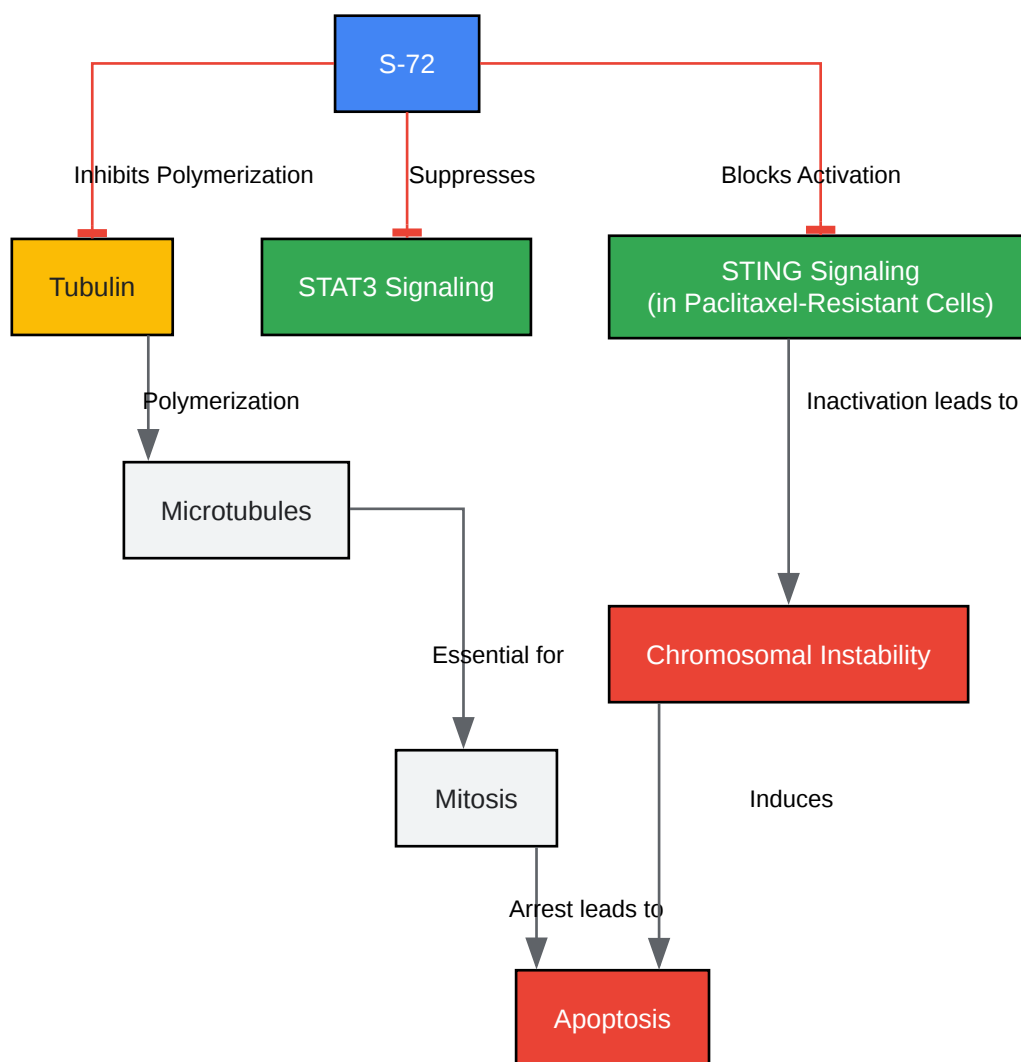 S-72
Inhibits Polymerization
Suppresses
Blocks Activation
Tubulin
STAT3 Signaling
STING Signaling
(in Paclitaxel-Resistant Cells)
Polymerization
Inactivation leads to
Microtubules
Essential for
Chromosomal Instability
Mitosis
Induces
Arrest leads to
Apoptosis